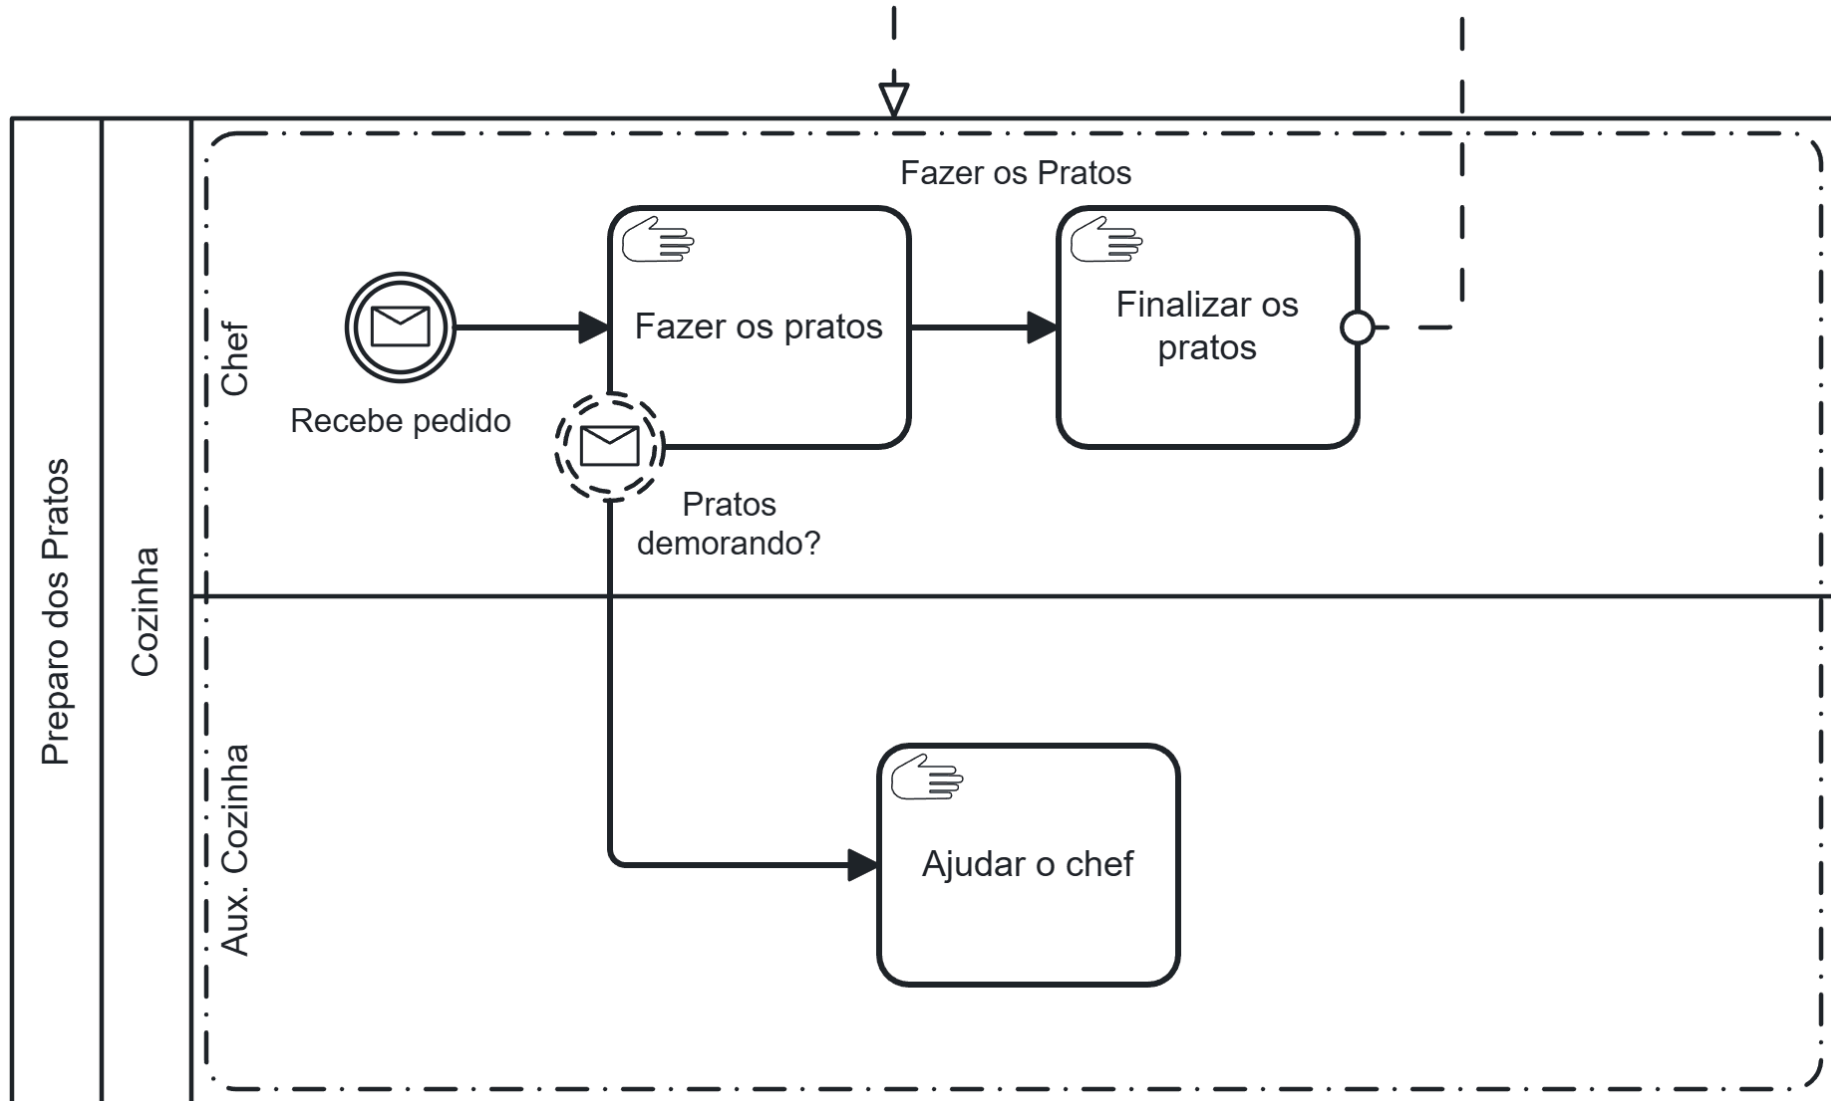 Preparo dos Pratos
Cozinha
Chef
Fazer os Pratos
Recebe pedido
Fazer os pratos
Finalizar os
pratos
Pratos
demorando?
Aux. Cozinha
Ajudar o chef